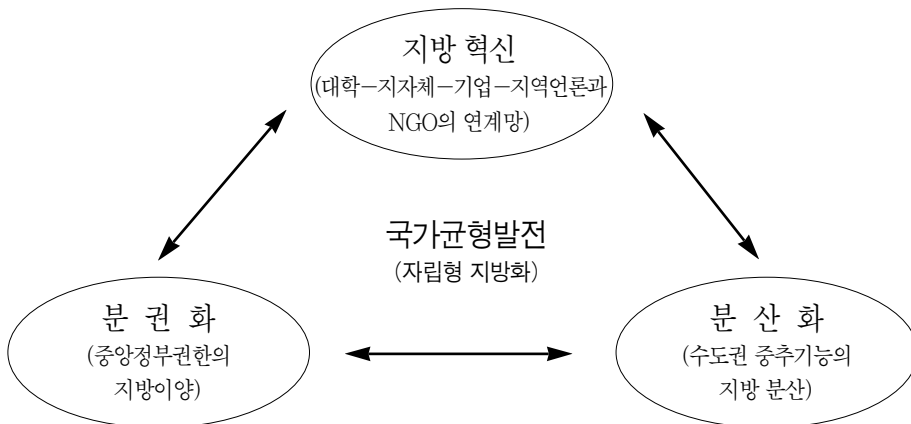 지방 혁신
(대학－지자체－기업－지역언론과
NGO의 연계망)
국가균형발전
(자립형 지방화)
분 권 화
(중앙정부권한의
지방이양)
분 산 화
(수도권 중추기능의
지방 분산)